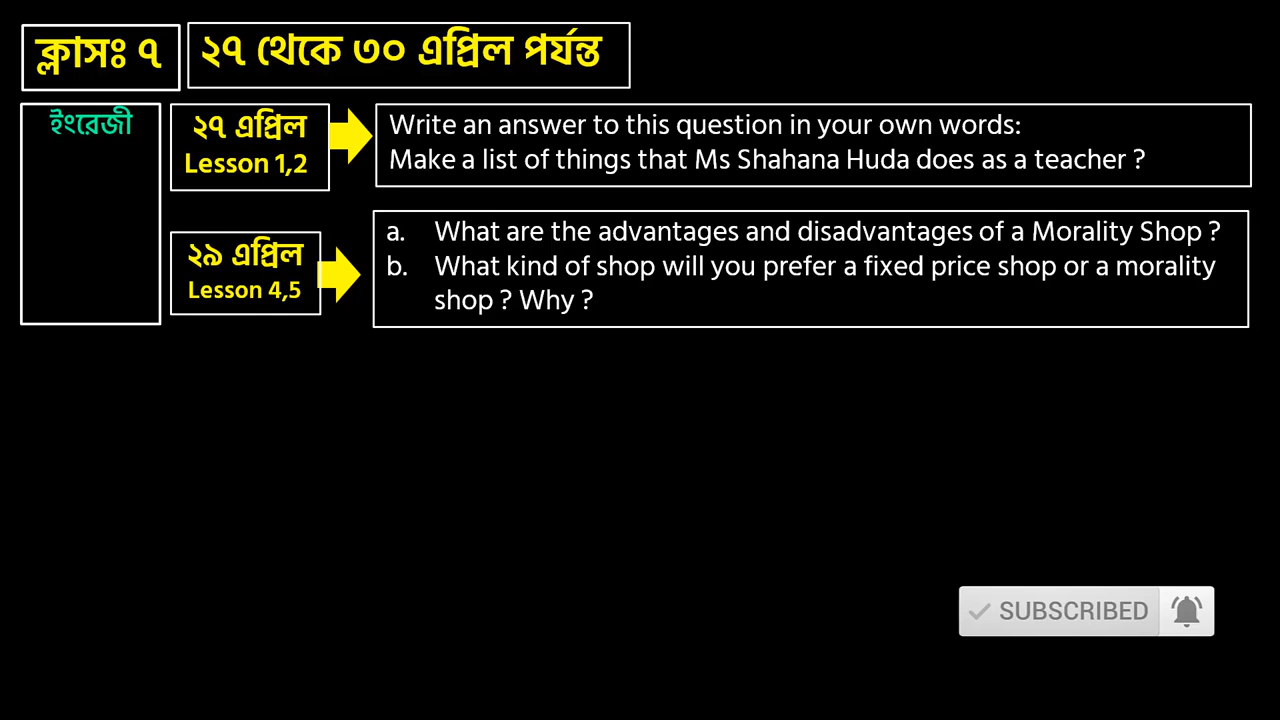 ক্লাসঃ ৭
২৭ থেকে ৩০ এপ্রিল পর্যন্ত
ইংরেজী
২৭ এপ্রিল
Lesson 1,2
Write an answer to this question in your own words:
Make a list of things that Ms Shahana Huda does as a teacher ?
২৯ এপ্রিল
Lesson 4,5
a. What are the advantages and disadvantages of a Morality Shop ?
b. What kind of shop will you prefer a fixed price shop or a morality
shop ? Why ?
SUBSCRIBED